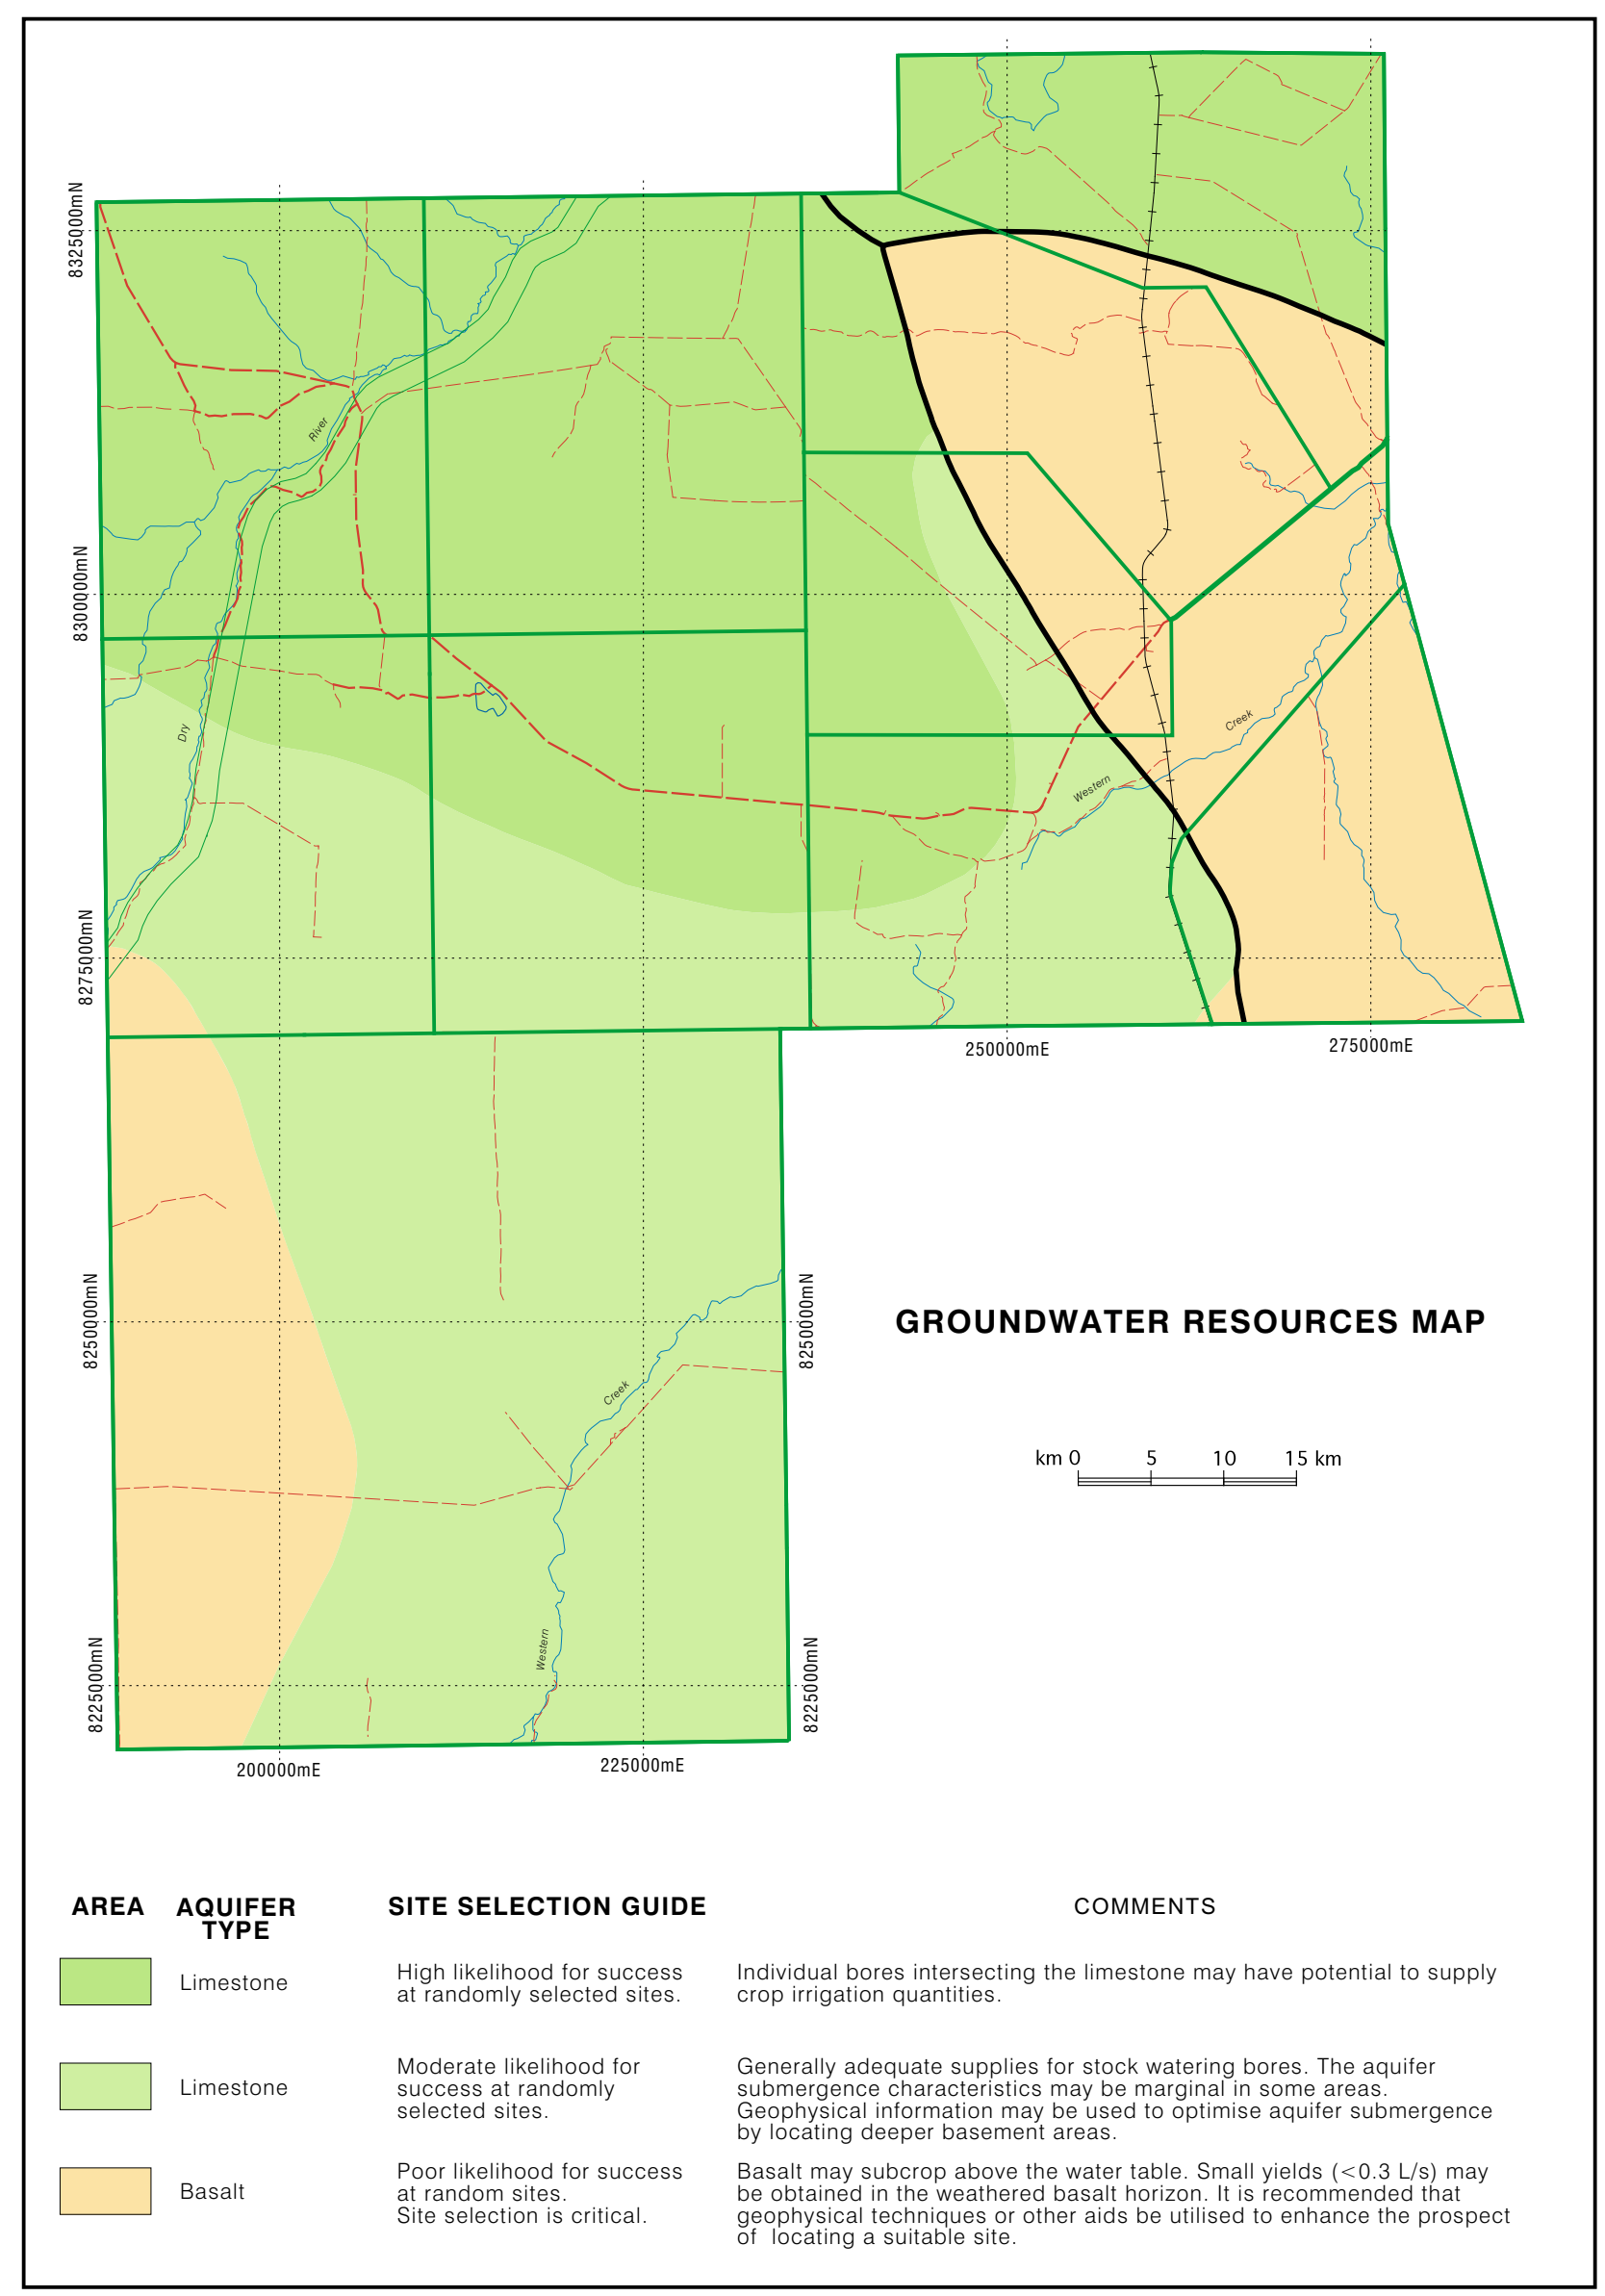 8325000mN
River
8300000mN
Creek
Dry
Western
8275000mN
250000mE
275000mE
8250000mN
8250000mN
GROUNDWATER RESOURCES MAP
Creek
km 0 5 10 15 km
Western
8225000mN
8225000mN
200000mE
225000mE
AREA AQUIFER TYPE SITE SELECTION GUIDE COMMENTS
Limestone
High likelihood for success
at randomly selected sites.
Individual bores intersecting the limestone may have potential to supply
crop irrigation quantities.
Limestone
Moderate likelihood for
success at randomly
selected sites.
Generally adequate supplies for stock watering bores. The aquifer
submergence characteristics may be marginal in some areas.
Geophysical information may be used to optimise aquifer submergence
by locating deeper basement areas.
Basalt
Poor likelihood for success
at random sites.
Site selection is critical.
Basalt may subcrop above the water table. Small yields (<0.3 L/s) may
be obtained in the weathered basalt horizon. It is recommended that
geophysical techniques or other aids be utilised to enhance the prospect
of locating a suitable site.